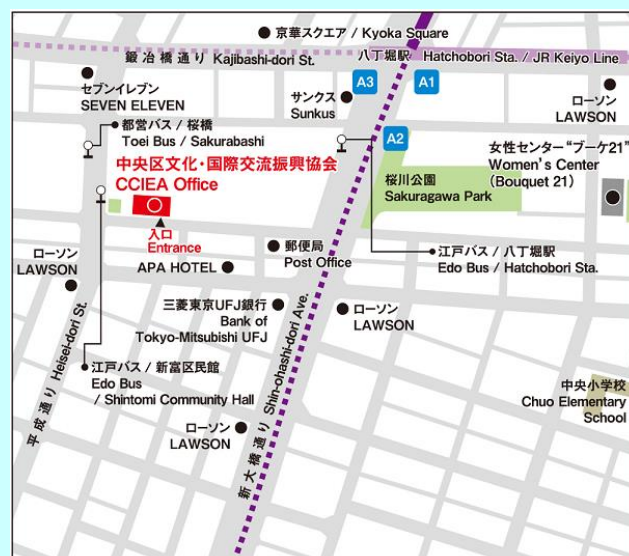 京華スクエア / Kyoka Square
鍛冶橋通り Kajibashi-dori St.
八丁堀駅 Hatchobori Sta. / JR Keiyo Line
セブンイレブン
SEVEN ELEVEN
サンクス
Sunkus
A3
A1
ローソン
LAWSON
都営バス / 桜橋
Toei Bus / Sakurabashi
A2
女性センター“ブーケ21”
Women's Center
(Bouquet 21)
中央区文化・国際交流振興協会
CCIEA Office
桜川公園
Sakuragawa Park
入口
Entrance
郵便局
Post Office
江戸バス / 八丁堀駅
Edo Bus / Hatchobori Sta.
ローソン
LAWSON
APA HOTEL
三菱東京UFJ銀行
Bank of
Tokyo-Mitsubishi UFJ
ローソン
LAWSON
江戸バス / 新富区民館
Edo Bus
/ Shintomi Community Hall
中央小学校
Chuo Elementary
School
ローソン
LAWSON
平成通り Heisei-dori St.
新大橋通り Shin-ohashi-dori Ave.